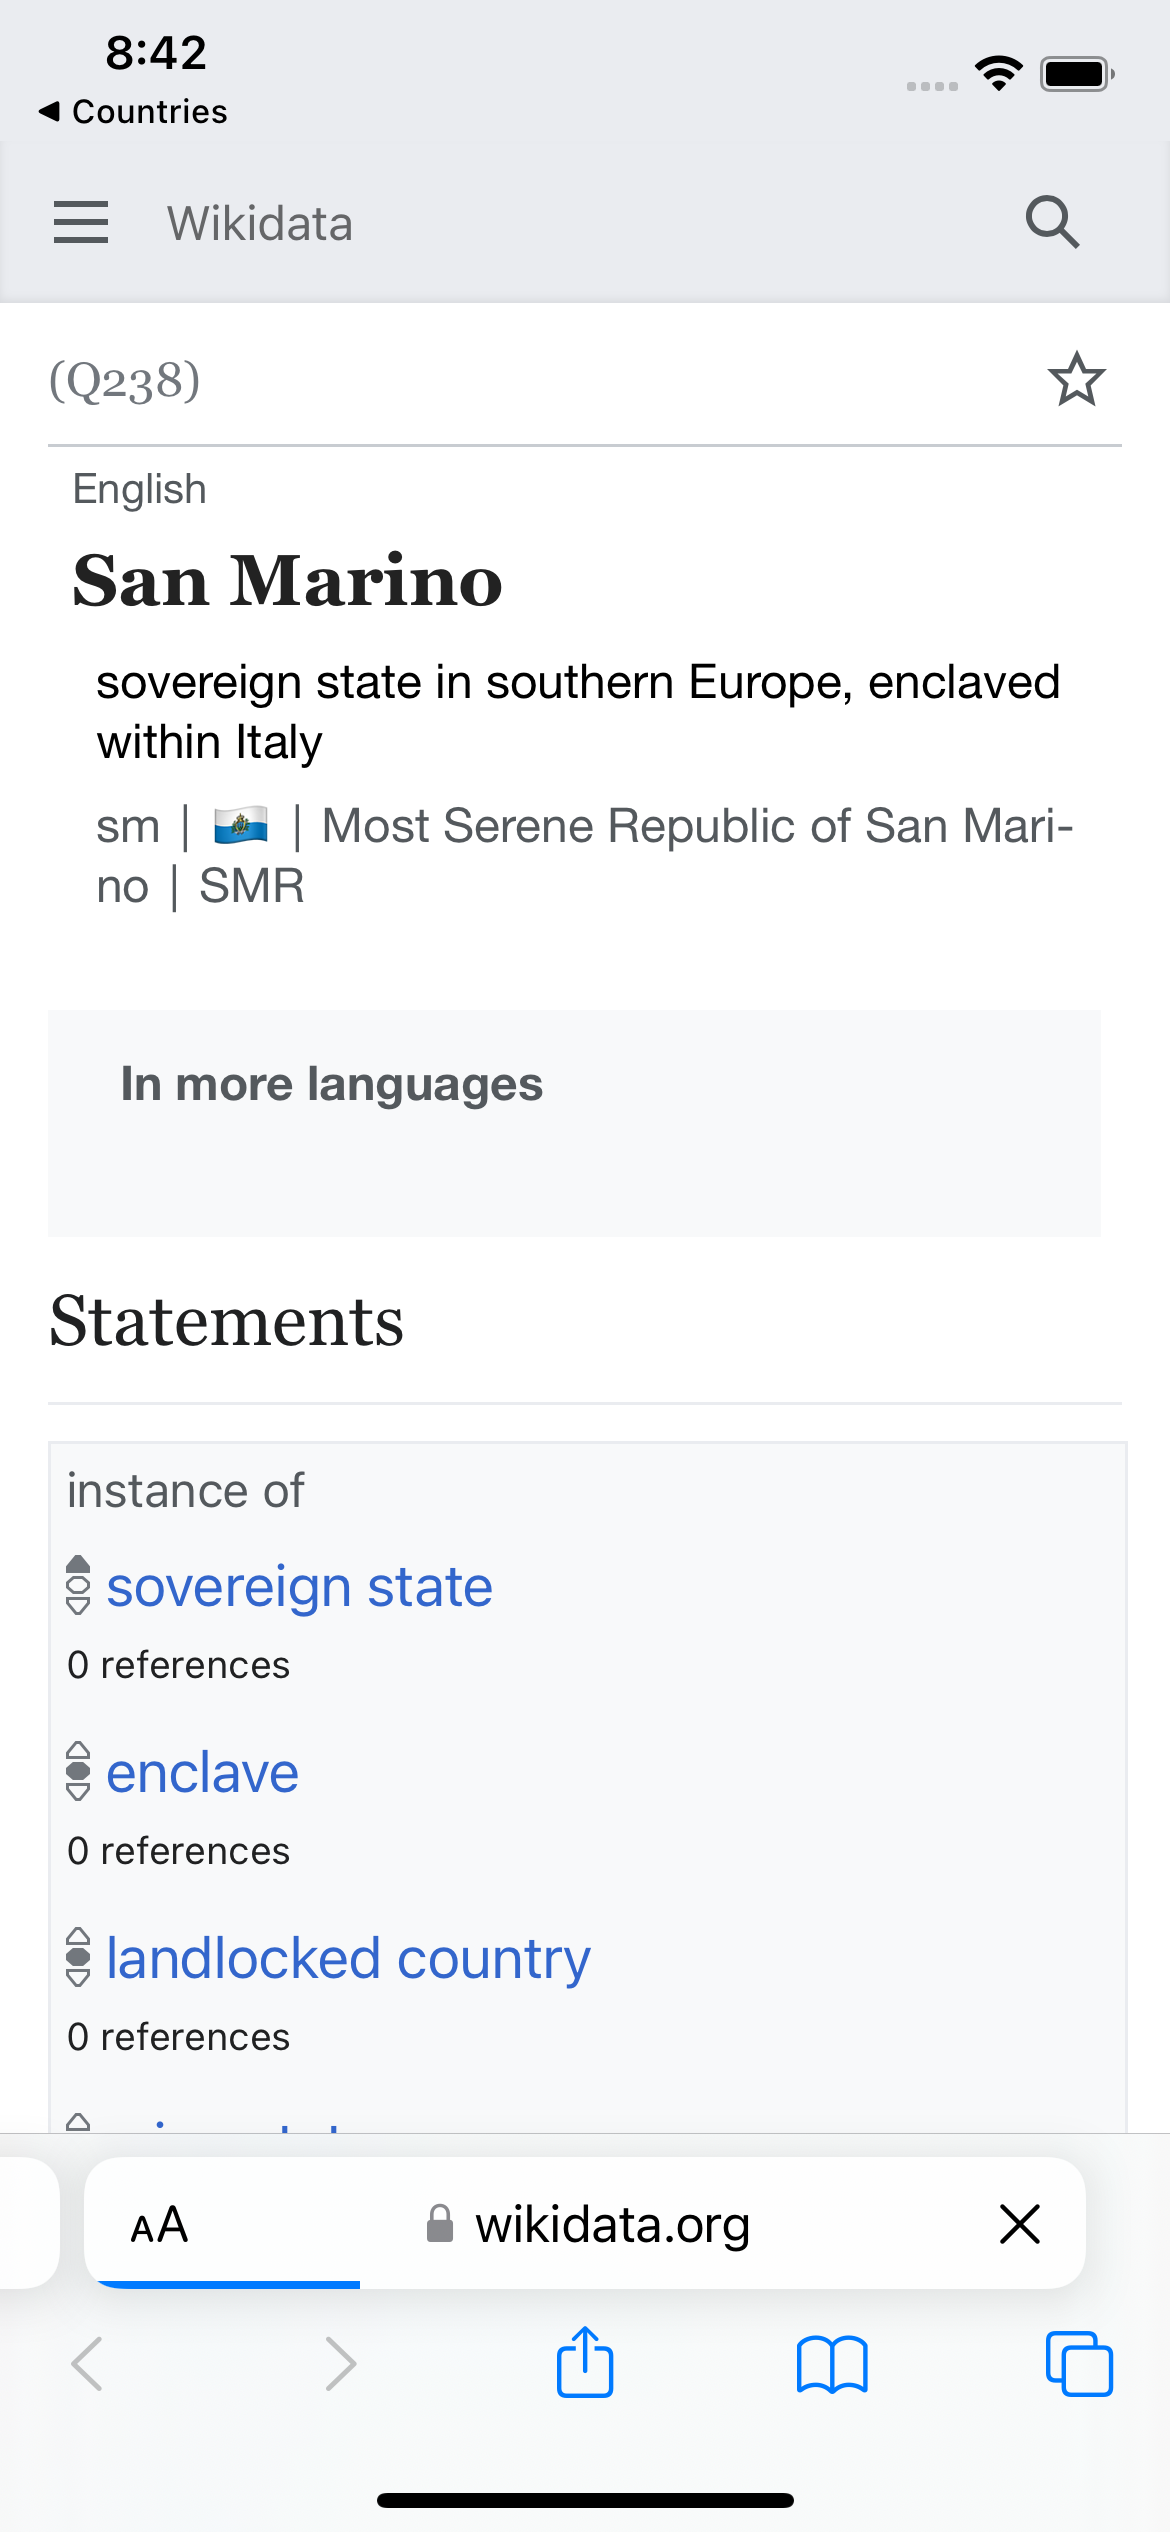 8:42
◀ Countries
Wikidata
(Q238)
English
San Marino
sovereign state in southern Europe, enclaved
within Italy
sm | 🇸🇲 | Most Serene Republic of San Mari-
no | SMR
In more languages
Statements
instance of
sovereign state
0 references
enclave
0 references
landlocked country
0 references
AA
wikidata.org